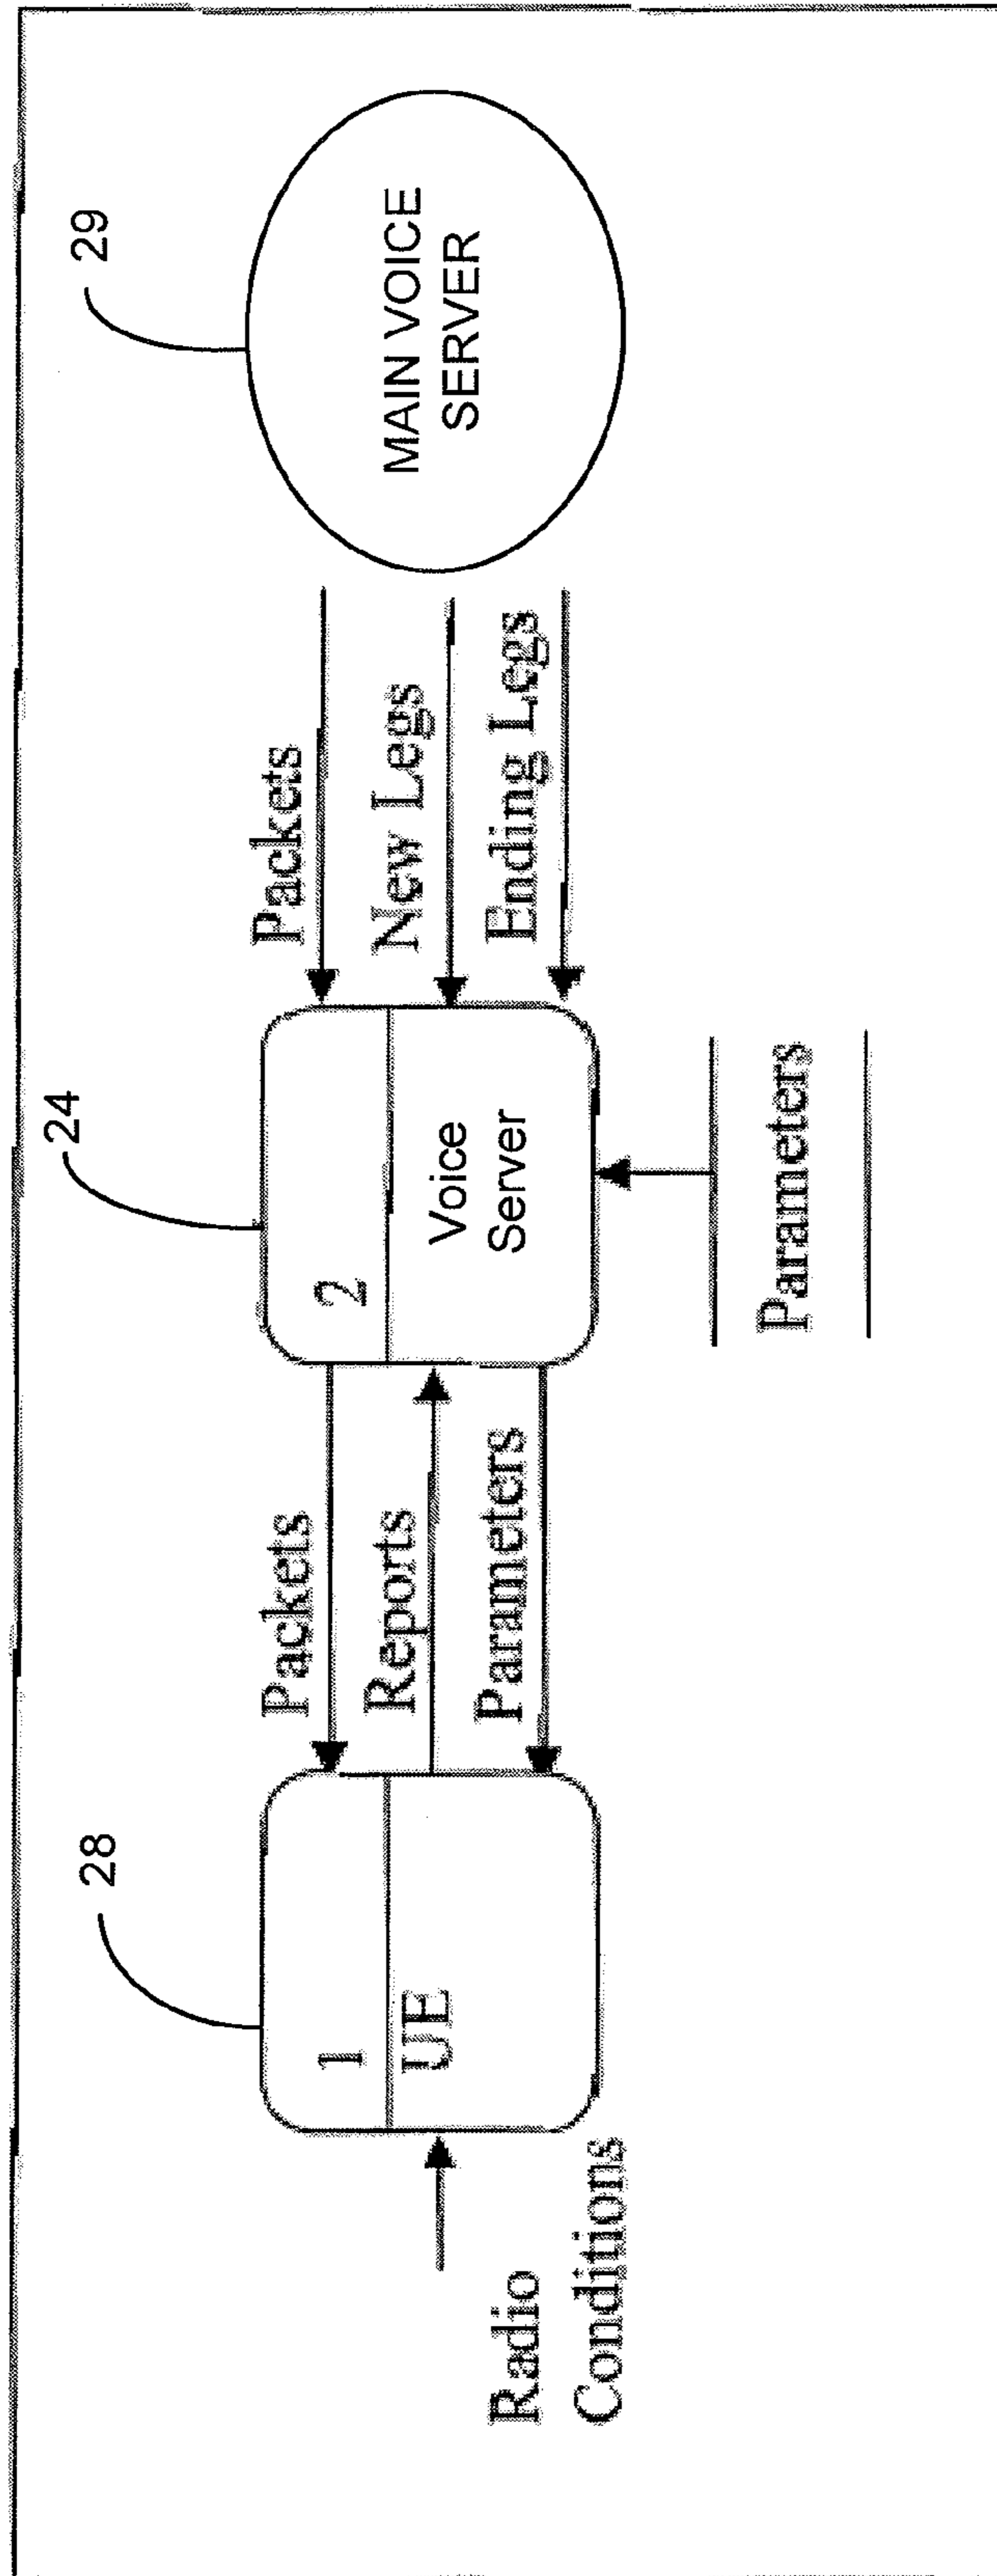 28
24
29
1
UE
Radio
Conditions
Packets
Reports
Parameters
2
Voice
Server
Parameters
Packets
New Legs
Ending Legs
MAIN VOICE
SERVER